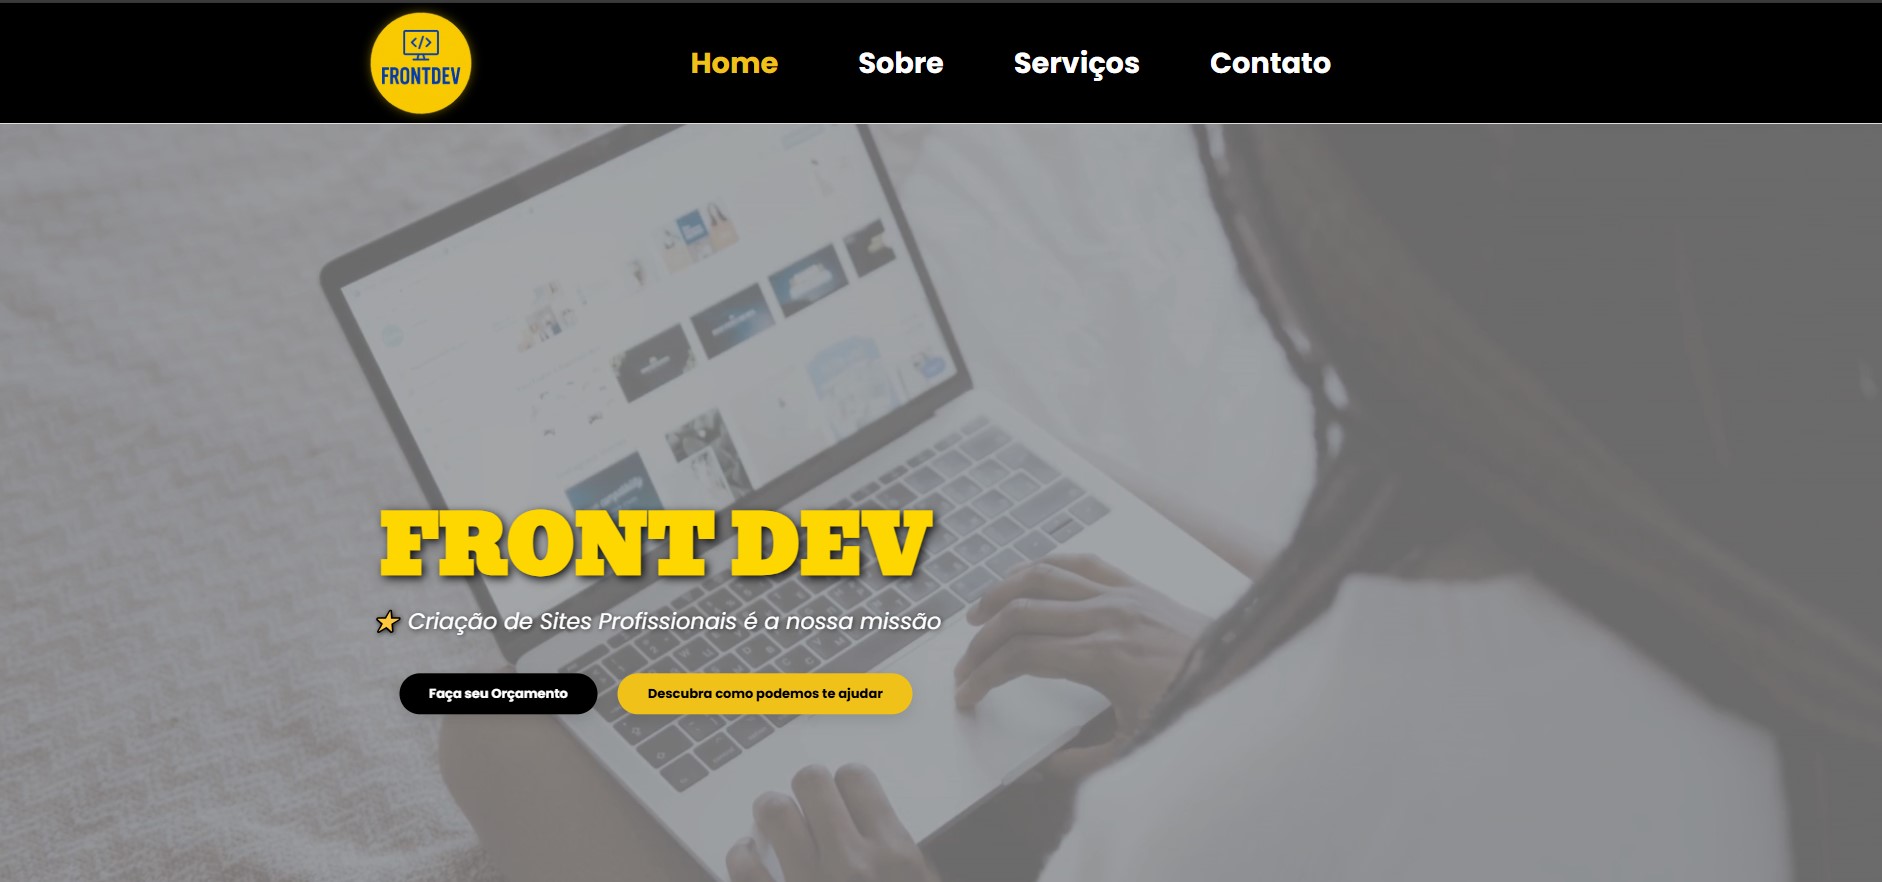 </> FRONTDEV
Home Sobre Serviços Contato
FRONT DEV
⭐ Criação de Sites Profissionais é a nossa missão
Faça seu Orçamento Descubra como podemos te ajudar